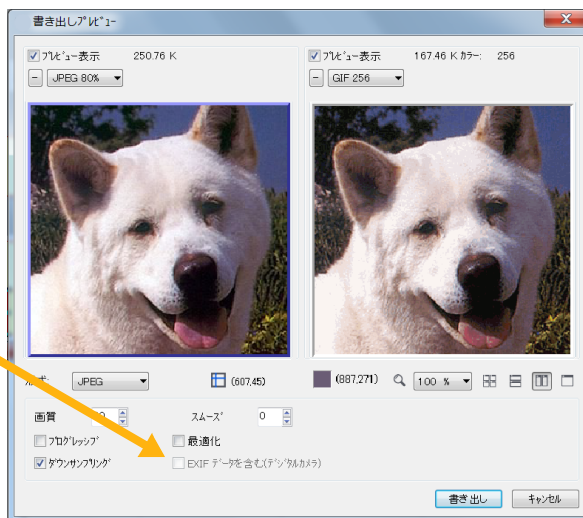 書き出しプレビュー
プレビュー表示 250.76 K
プレビュー表示 167.46 K カラー: 256
JPEG 80%
GIF 256
JPEG (607,45) (887,271) 100 %
画質 スムーズ 0
プログレッシブ 最適化
ダウンサンプリング EXIF データを含む(デジタルカメラ)
書き出し キャンセル